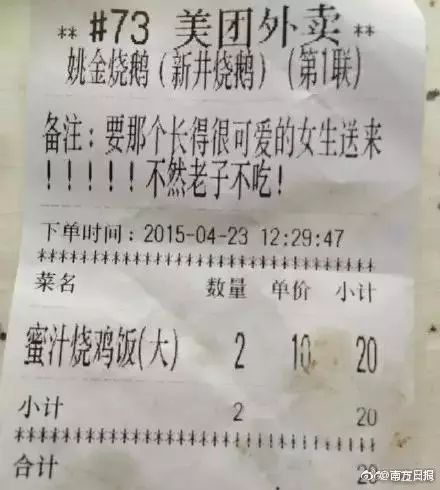 ** #73 美团外卖 **
姚金烧鹅(新井烧鹅)(第1联)
备注:要那个长得很可爱的女生送来
!!!!!不然老子不吃!
下单时间:2015-04-23 12:29:47
菜名 数量 单价 小计
蜜汁烧鸡饭(大) 2 10 20
小计 2 20
合计 20
@南方日报